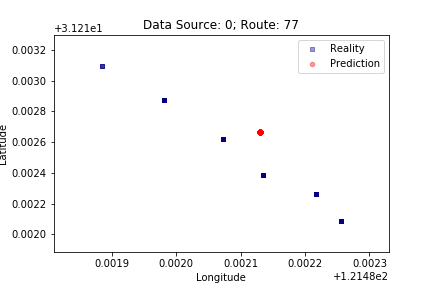 Data Source: 0; Route: 77
+3.121e1
Reality
Prediction
0.0032
0.0030
0.0028
0.0026
0.0024
0.0022
0.0020
Latitude
0.0019 0.0020 0.0021 0.0022 0.0023
Longitude
+1.2148e2